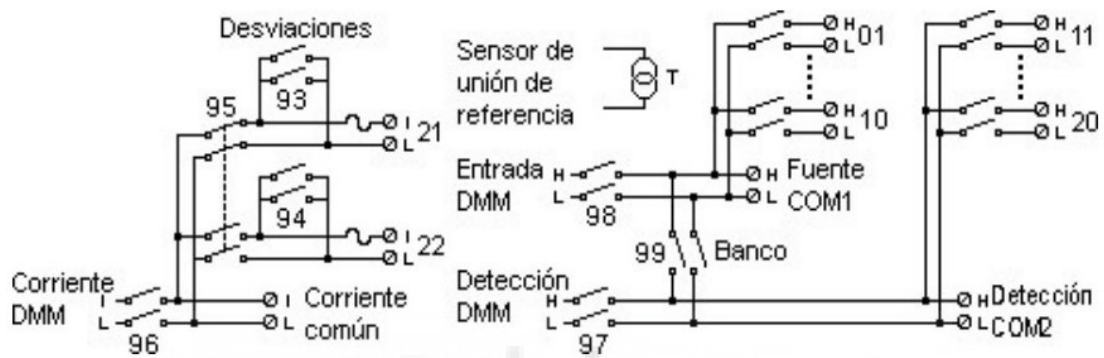 Desviaciones
93
95
I
21
L
94
I
22
L
Corriente
DMM
I
L
96
I
L
Corriente
común
Sensor de
unión de
referencia
T
H
01
L
H
10
L
H
11
L
H
20
L
Entrada
DMM
H
L
98
H
L
Fuente
COM1
99
Banco
Detección
DMM
H
L
97
H
L
Detección
COM2